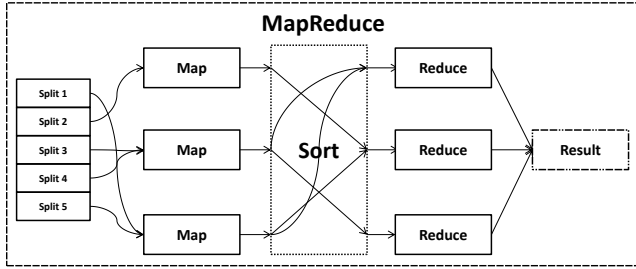 MapReduce
Split 1
Split 2
Split 3
Split 4
Split 5
Map
Map
Map
Sort
Reduce
Reduce
Reduce
Result